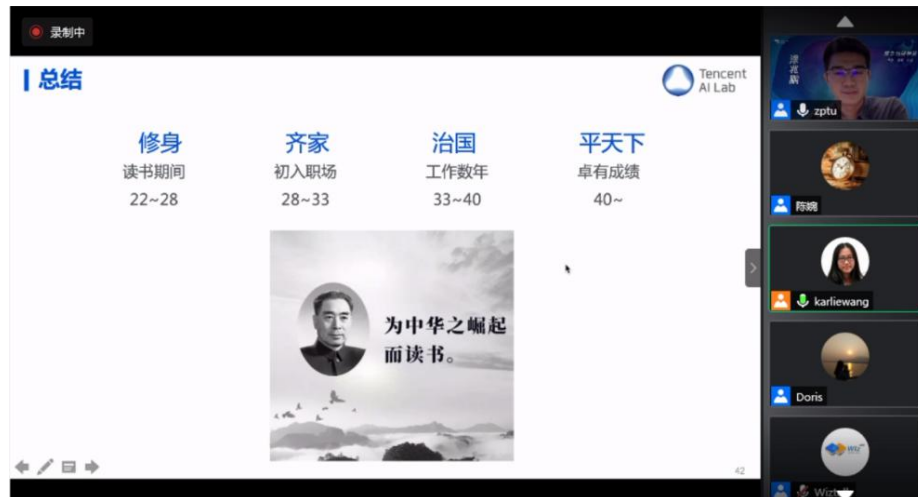 录制中
总结
Tencent
AI Lab
修身
齐家
治国
平天下
读书期间
初入职场
工作数年
卓有成绩
22~28
28~33
33~40
40~
为中华之崛起
而读书。
42
zptu
陈婉
karliewang
Doris